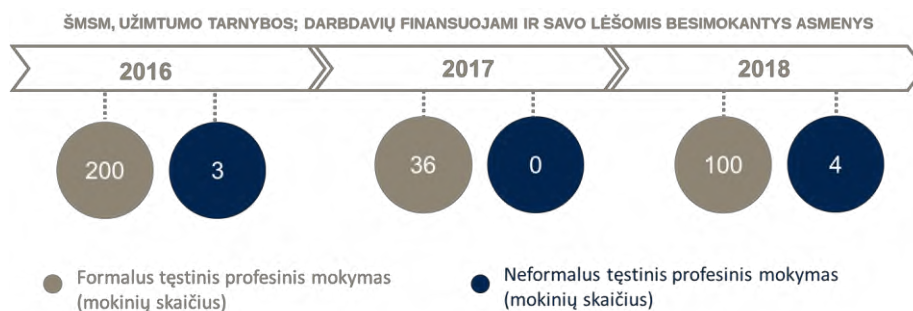 ŠMSM, UŽIMTUMO TARNYBOS; DARBDAVIŲ FINANSUOJAMI IR SAVO LĖŠOMIS BESIMOKANTYS ASMENYS
2016 2017 2018
200 3 36 0 100 4
Formalus tęstinis profesinis mokymas
(mokinių skaičius)
Neformalus tęstinis profesinis mokymas
(mokinių skaičius)